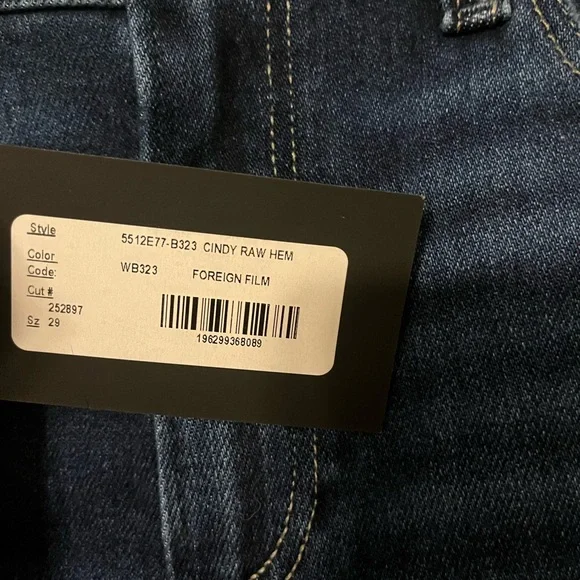 Style 5512E77-B323 CINDY RAW HEM
Color
Code: WB323 FOREIGN FILM
Cut #
252897
Sz 29
196299368089